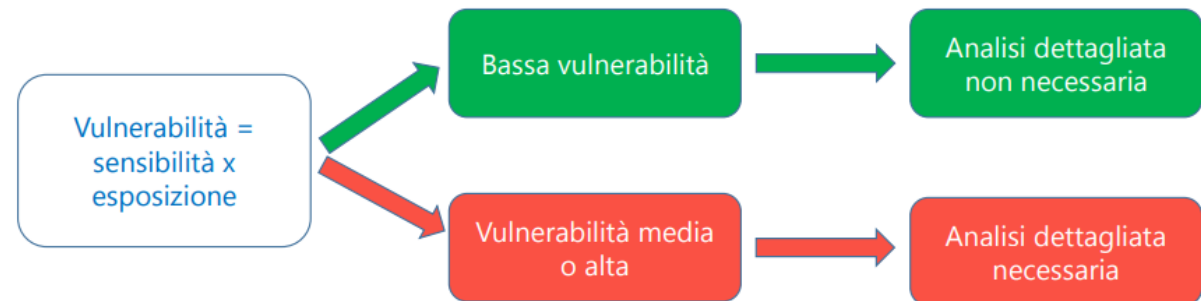 Vulnerabilità =
sensibilità x
esposizione
Bassa vulnerabilità
Analisi dettagliata
non necessaria
Vulnerabilità media
o alta
Analisi dettagliata
necessaria